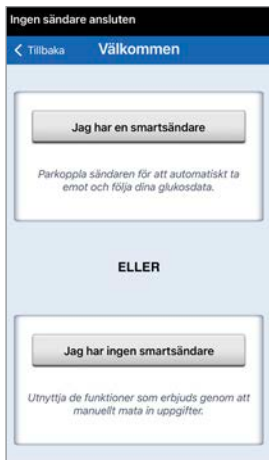 Ingen sändare ansluten
Tillbaka Välkommen
Jag har en smartsändare
Parkoppla sändaren för att automatiskt ta
emot och följa dina glukosdata.
ELLER
Jag har ingen smartsändare
Utnyttja de funktioner som erbjuds genom att
manuellt mata in uppgifter.